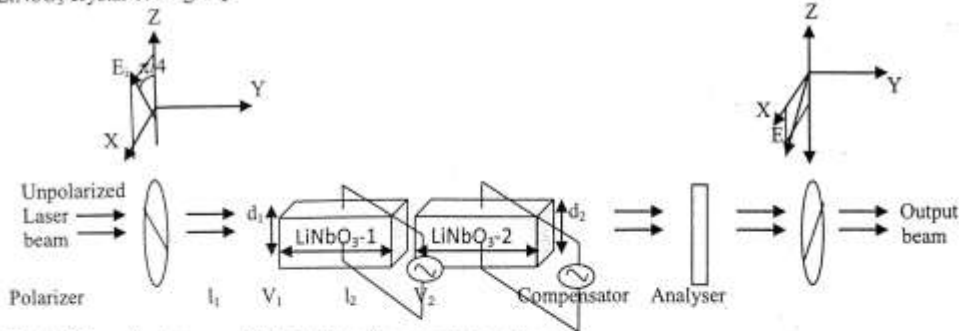 Z
Z
π/4
Y
Y
X
X
E
Unpolarized
Laser
beam
d₁
LiNbO₃-1
LiNbO₃-2
d₂
Output
beam
Polarizer l₁ V₁ l₂ V₂ Compensator Analyser